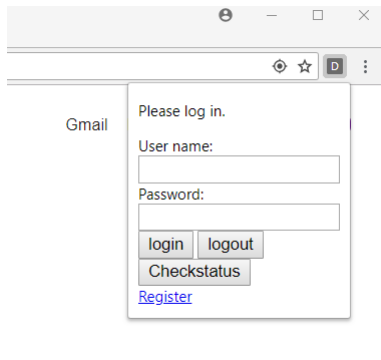 D
Gmail
Please log in.
User name:
Password:
login logout
Checkstatus
Register